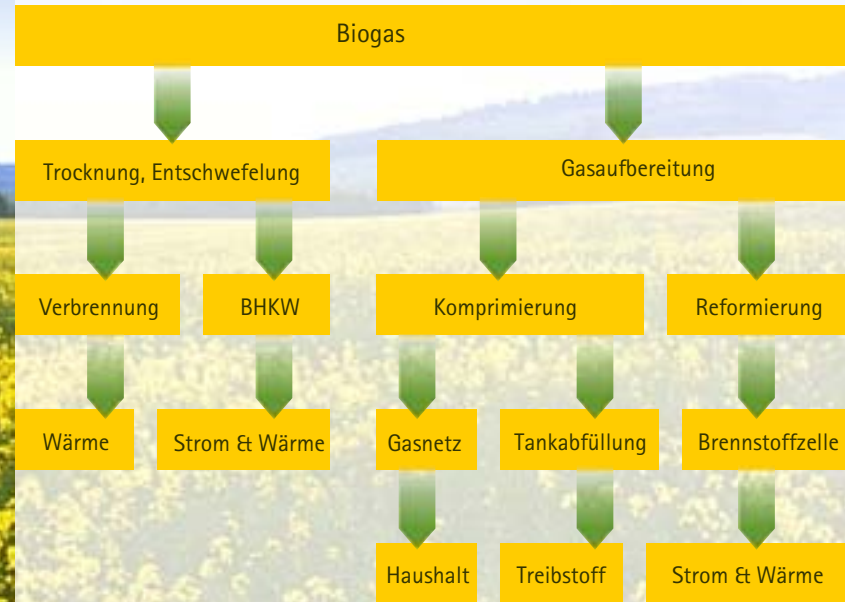 Biogas
Trocknung, Entschwefelung
Gasaufbereitung
Verbrennung
BHKW
Komprimierung
Reformierung
Wärme
Strom & Wärme
Gasnetz
Tankabfüllung
Brennstoffzelle
Haushalt
Treibstoff
Strom & Wärme